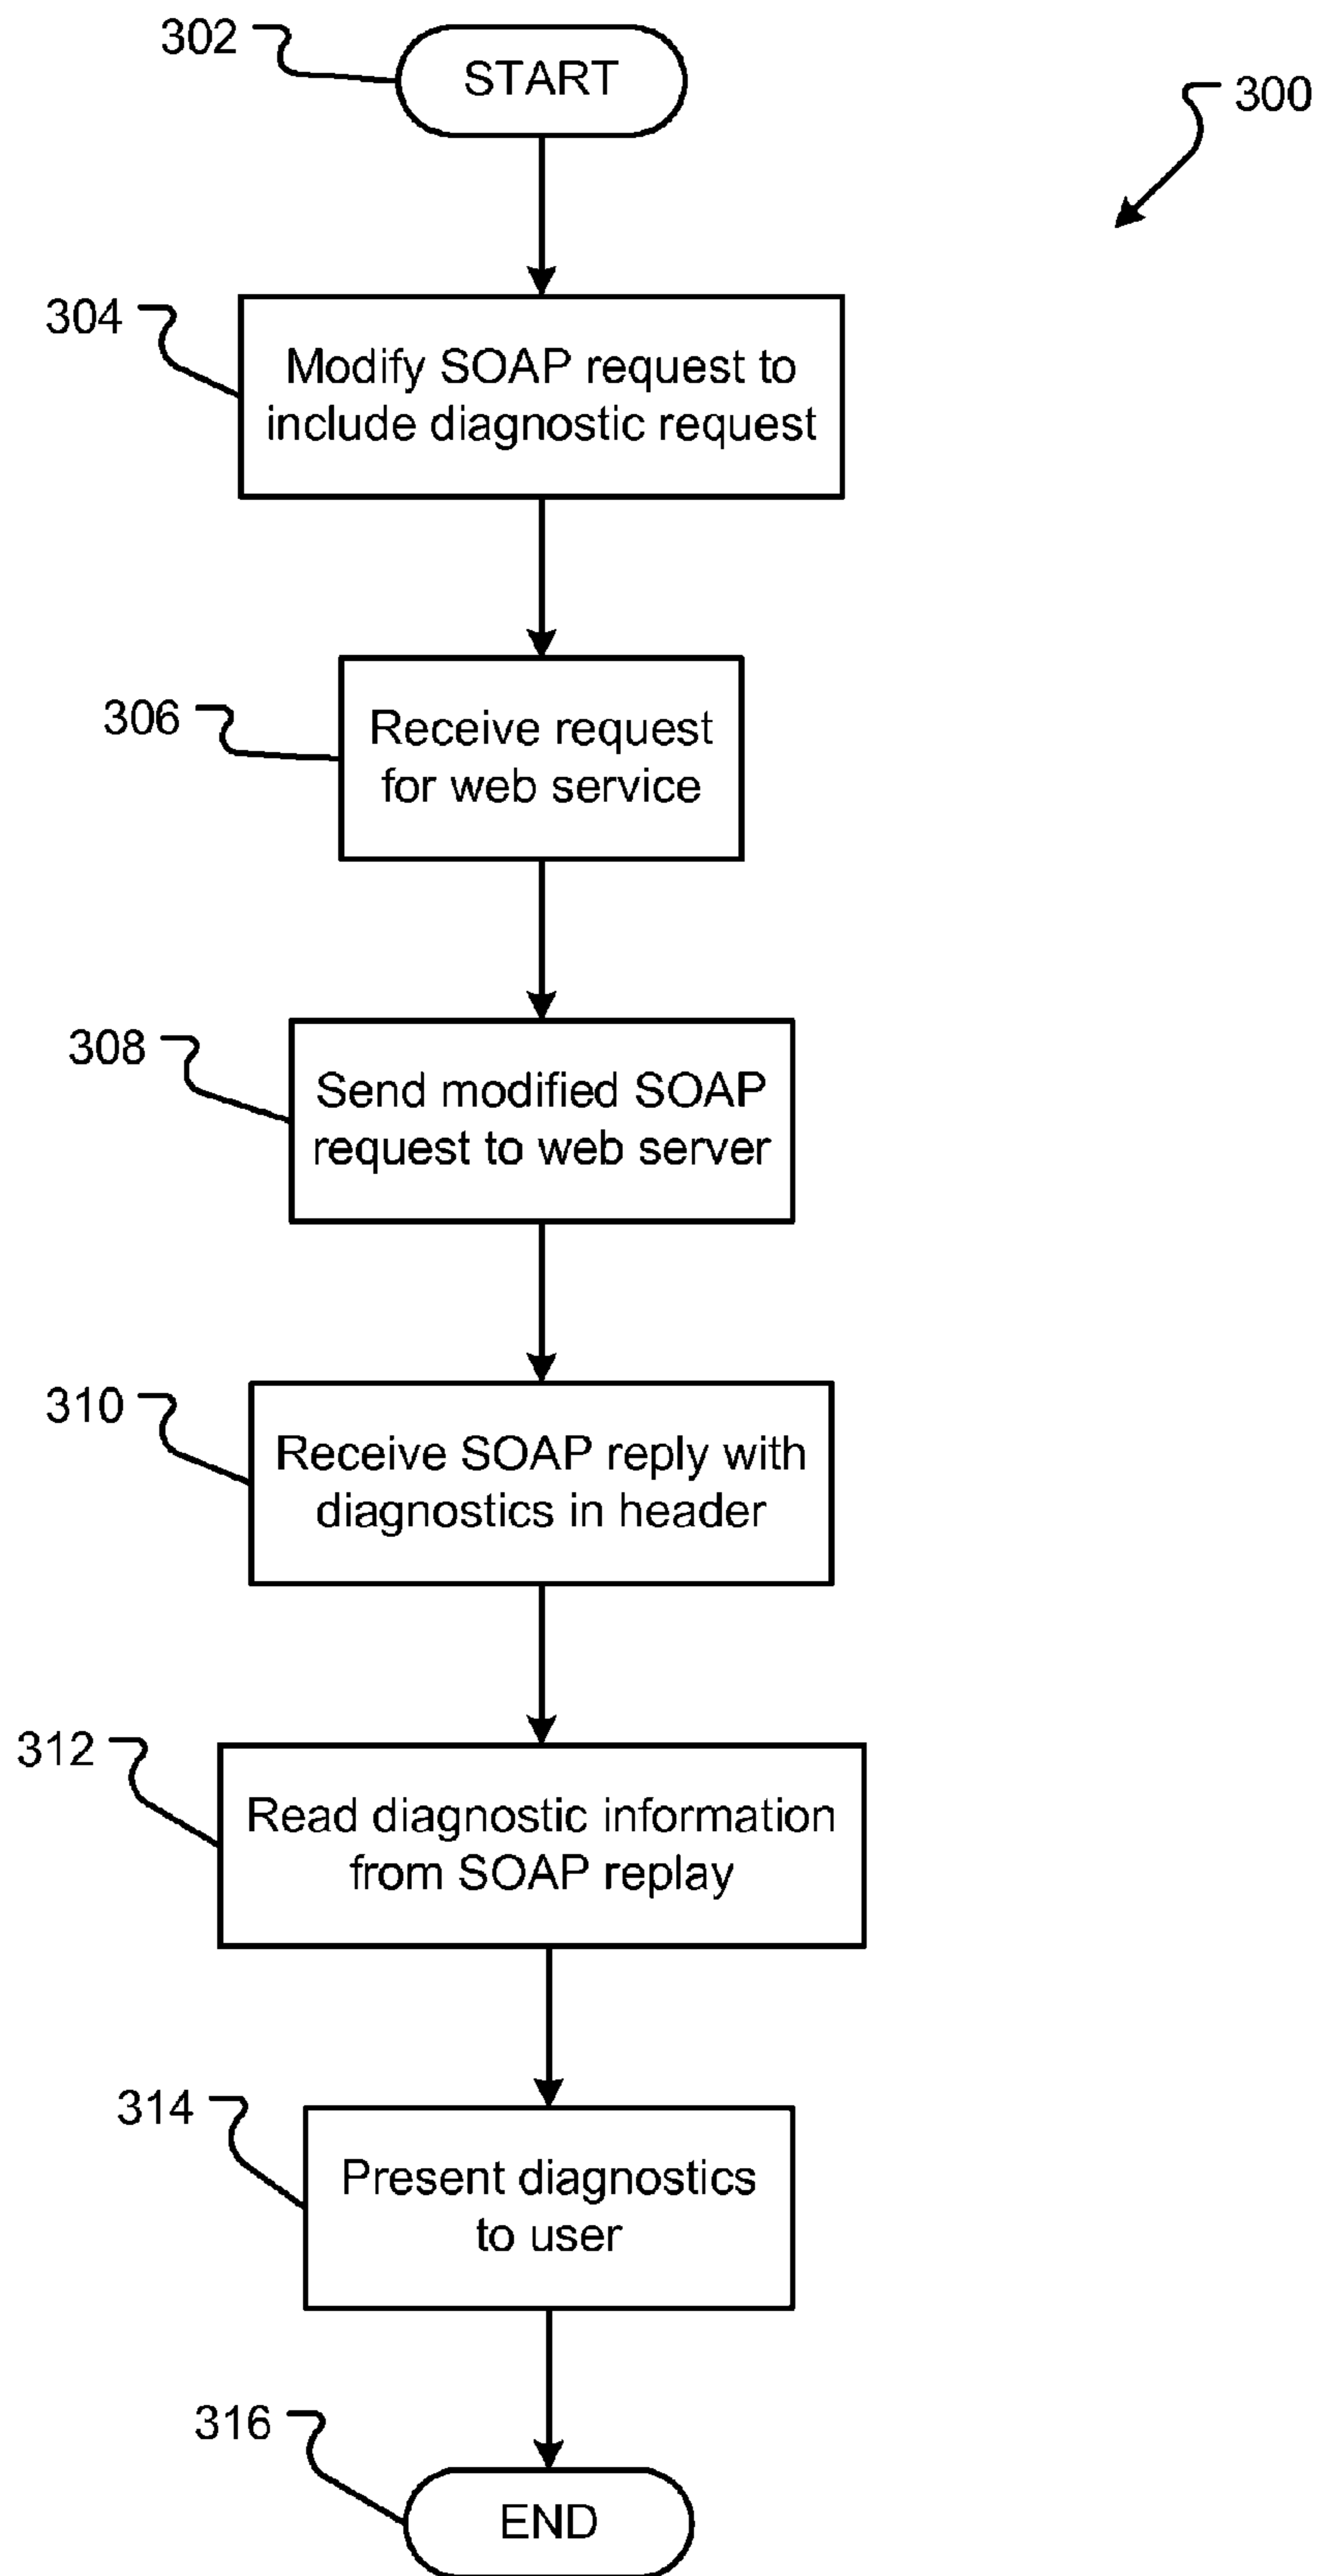 302
START
300
304
Modify SOAP request to
include diagnostic request
306
Receive request
for web service
308
Send modified SOAP
request to web server
310
Receive SOAP reply with
diagnostics in header
312
Read diagnostic information
from SOAP replay
314
Present diagnostics
to user
316
END